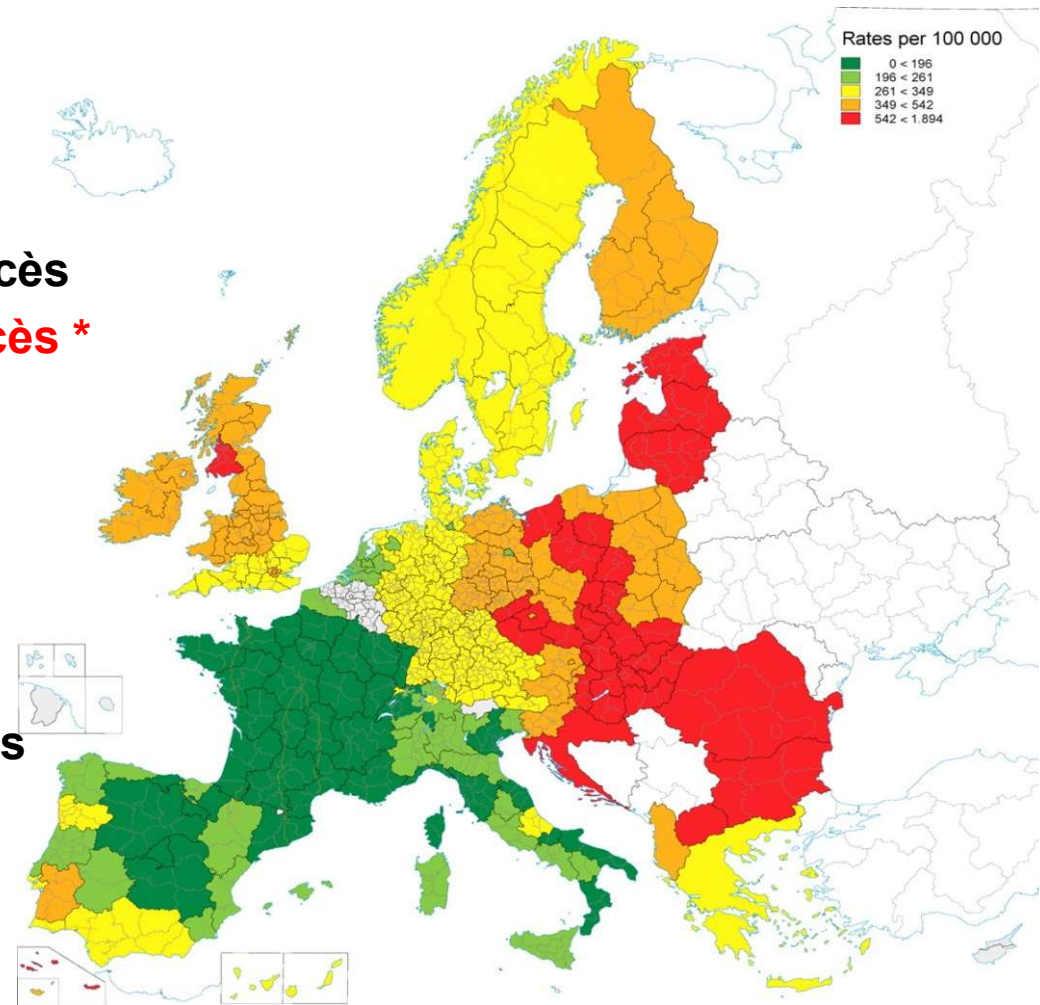 Rates per 100 000
0 < 196
196 < 261
261 < 349
349 < 542
542 < 1.894
cès
cès *
s